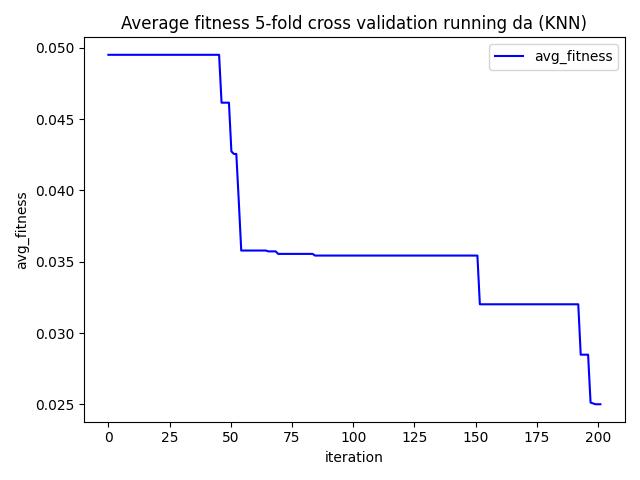 Average fitness 5-fold cross validation running da (KNN)
avg_fitness
0.050
0.045
0.040
0.035
0.030
0.025
avg_fitness
0 25 50 75 100 125 150 175 200
iteration